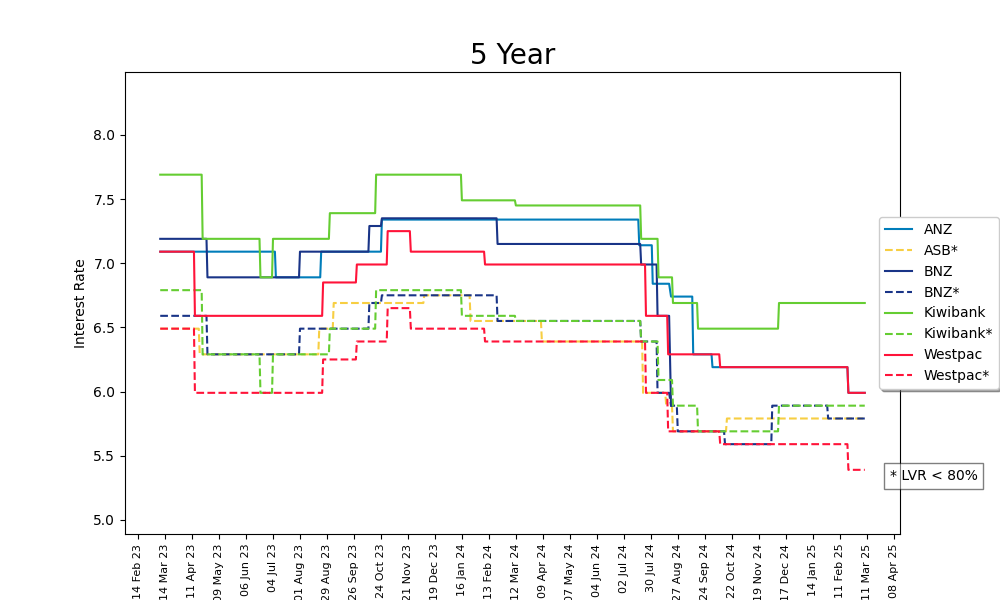 5 Year
Interest Rate
8.0
7.5
7.0
6.5
6.0
5.5
5.0
14 Feb 23
14 Mar 23
11 Apr 23
09 May 23
06 Jun 23
04 Jul 23
01 Aug 23
29 Aug 23
26 Sep 23
24 Oct 23
21 Nov 23
19 Dec 23
16 Jan 24
13 Feb 24
12 Mar 24
09 Apr 24
07 May 24
04 Jun 24
02 Jul 24
30 Jul 24
27 Aug 24
24 Sep 24
22 Oct 24
19 Nov 24
17 Dec 24
14 Jan 25
11 Feb 25
11 Mar 25
08 Apr 25
ANZ
ASB*
BNZ
BNZ*
Kiwibank
Kiwibank*
Westpac
Westpac*
* LVR < 80%